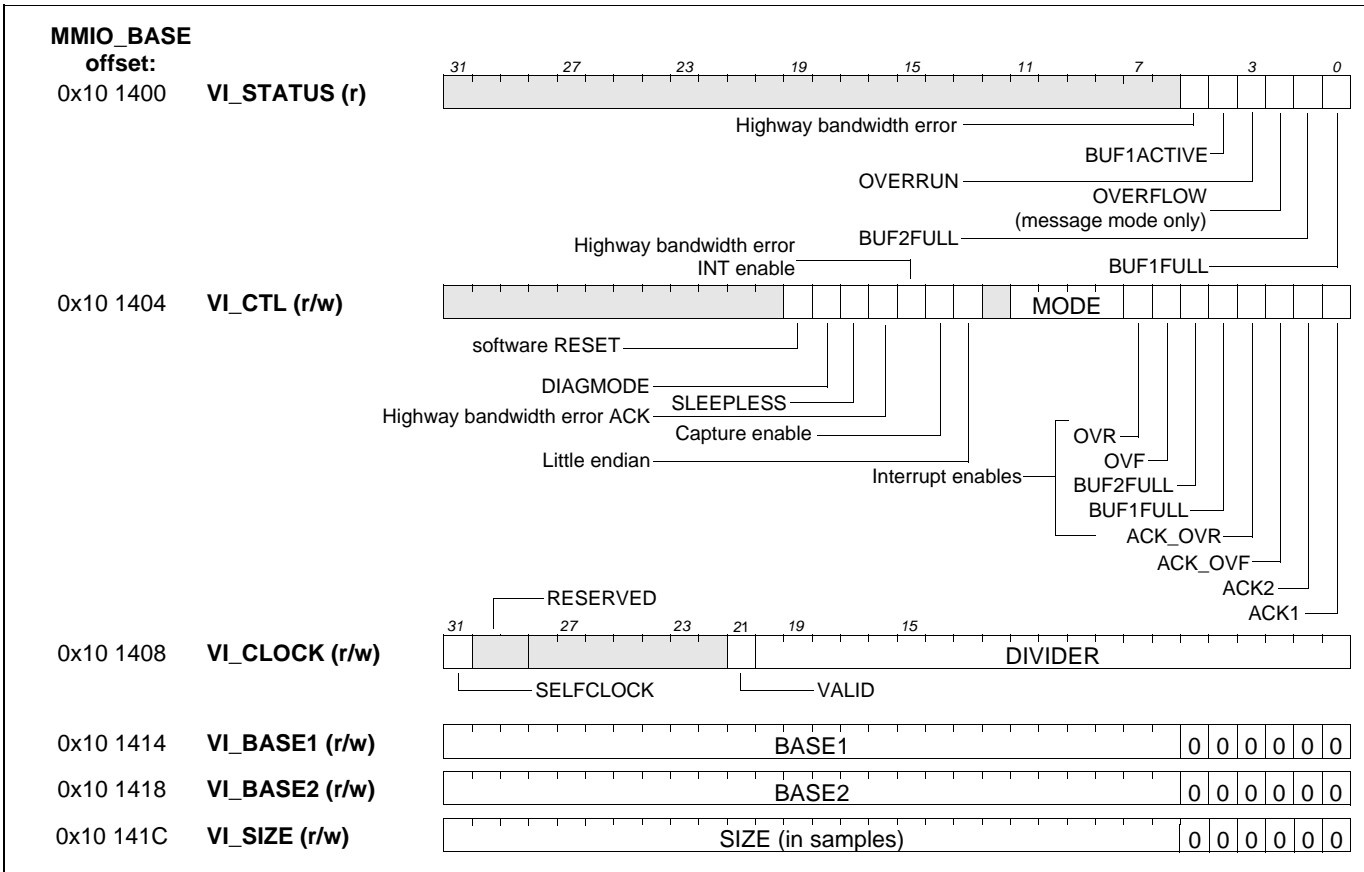 MMIO_BASE
offset:
31 27 23 19 15 11 7 3 0
0x10 1400 VI_STATUS (r)
Highway bandwidth error
BUF1ACTIVE
OVERRUN
OVERFLOW
(message mode only)
BUF2FULL
Highway bandwidth error
INT enable
BUF1FULL
0x10 1404 VI_CTL (r/w) MODE
software RESET
DIAGMODE
SLEEPLESS
Highway bandwidth error ACK
Capture enable
Little endian
Interrupt enables
OVR
OVF
BUF2FULL
BUF1FULL
ACK_OVR
ACK_OVF
ACK2
ACK1
RESERVED
31 27 23 21 19 15
0x10 1408 VI_CLOCK (r/w) DIVIDER
SELFCLOCK VALID
0x10 1414 VI_BASE1 (r/w) BASE1 0 0 0 0 0 0
0x10 1418 VI_BASE2 (r/w) BASE2 0 0 0 0 0 0
0x10 141C VI_SIZE (r/w) SIZE (in samples) 0 0 0 0 0 0